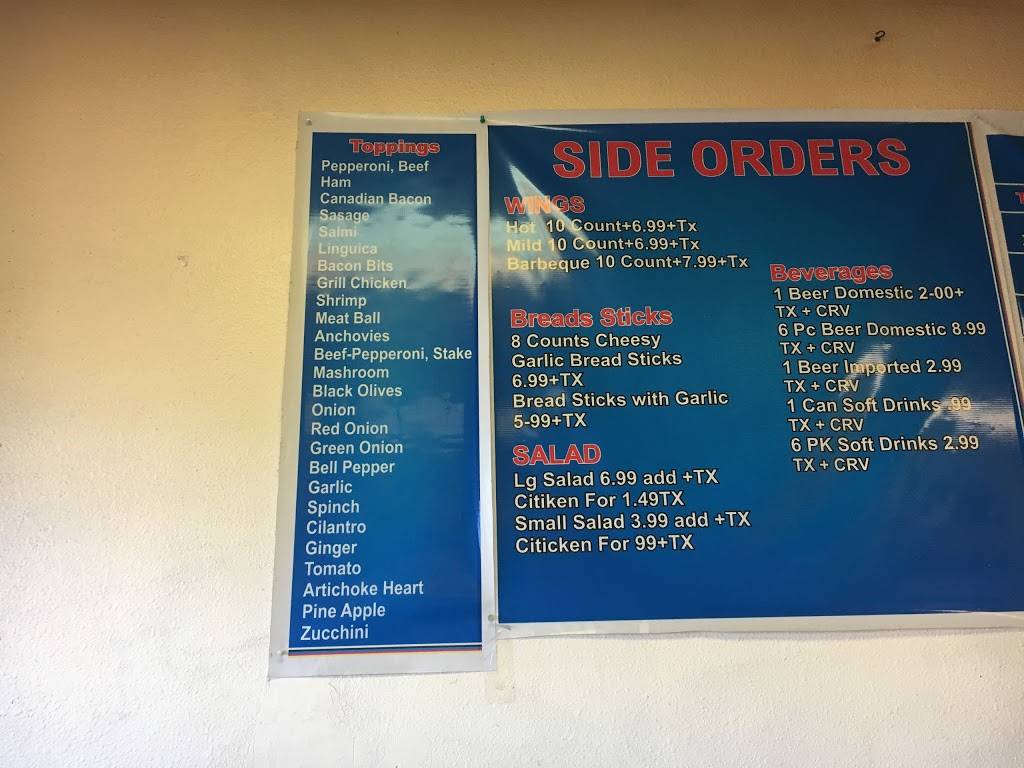 Toppings
Pepperoni, Beef
Ham
Canadian Bacon
Sasage
Salmi
Linguica
Bacon Bits
Grill Chicken
Shrimp
Meat Ball
Anchovies
Beef-Pepperoni, Stake
Mashroom
Black Olives
Onion
Red Onion
Green Onion
Bell Pepper
Garlic
Spinch
Cilantro
Ginger
Tomato
Artichoke Heart
Pine Apple
Zucchini
SIDE ORDERS
WINGS
Hot 10 Count+6.99+Tx
Mild 10 Count+6.99+Tx
Barbeque 10 Count+7.99+Tx
Breads Sticks
8 Counts Cheesy
Garlic Bread Sticks
6.99+TX
Bread Sticks with Garlic
5-99+TX
SALAD
Lg Salad 6.99 add +TX
Citiken For 1.49TX
Small Salad 3.99 add +TX
Citicken For 99+TX
Beverages
1 Beer Domestic 2-00+
TX + CRV
6 Pc Beer Domestic 8.99
TX + CRV
1 Beer Imported 2.99
TX + CRV
1 Can Soft Drinks .99
TX + CRV
6 PK Soft Drinks 2.99
TX + CRV